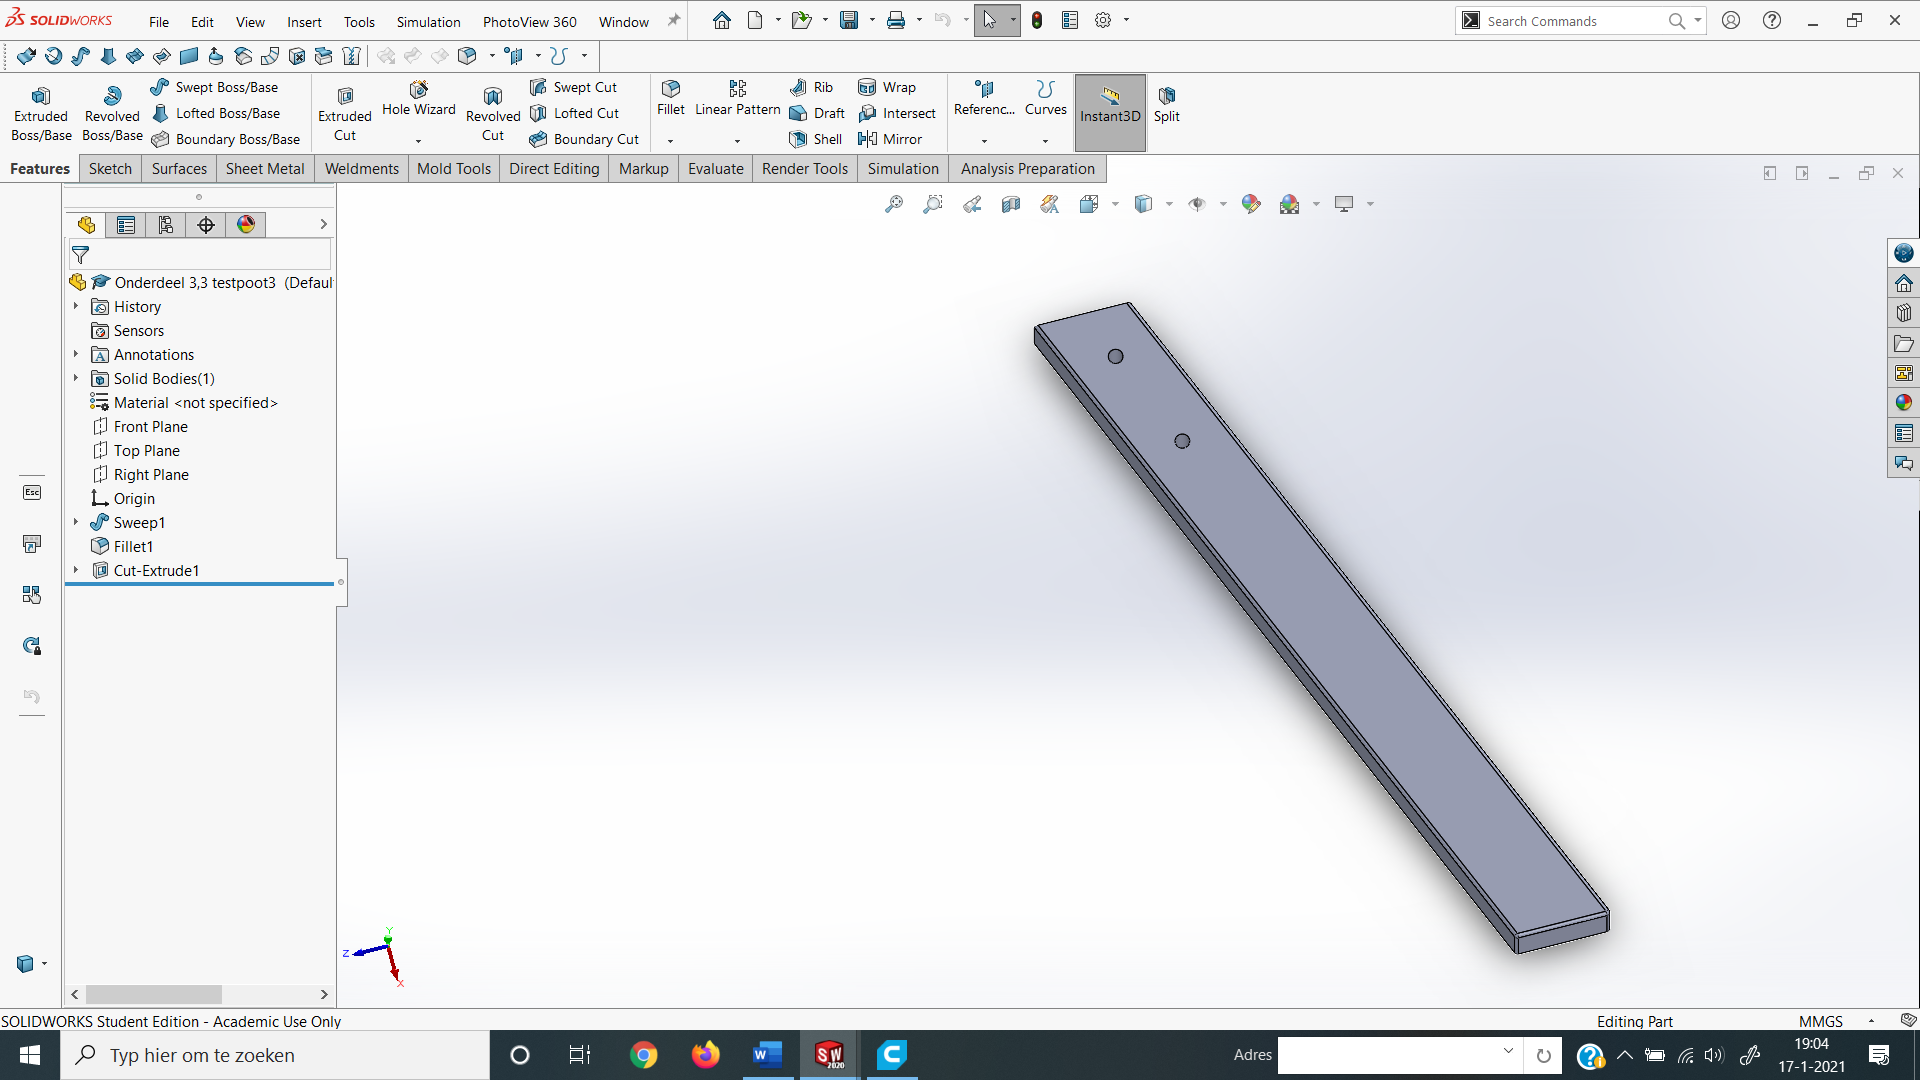 SOLIDWORKS File Edit View Insert Tools Simulation PhotoView 360 Window Search Commands
Extruded Boss/Base
Revolved Boss/Base
Swept Boss/Base
Lofted Boss/Base
Boundary Boss/Base
Extruded Cut
Hole Wizard
Revolved Cut
Swept Cut
Lofted Cut
Boundary Cut
Fillet
Linear Pattern
Rib
Draft
Shell
Wrap
Intersect
Mirror
Referenc...
Curves
Instant3D
Split
Features Sketch Surfaces Sheet Metal Weldments Mold Tools Direct Editing Markup Evaluate Render Tools Simulation Analysis Preparation
Onderdeel 3,3 testpoot3 (Defaul
History
Sensors
Annotations
Solid Bodies(1)
Material <not specified>
Front Plane
Top Plane
Right Plane
Origin
Sweep1
Fillet1
Cut-Extrude1
Esc
Y
Z
X
SOLIDWORKS Student Edition - Academic Use Only Editing Part MMGS
Typ hier om te zoeken
W
SW
2020
Adres
19:04
17-1-2021